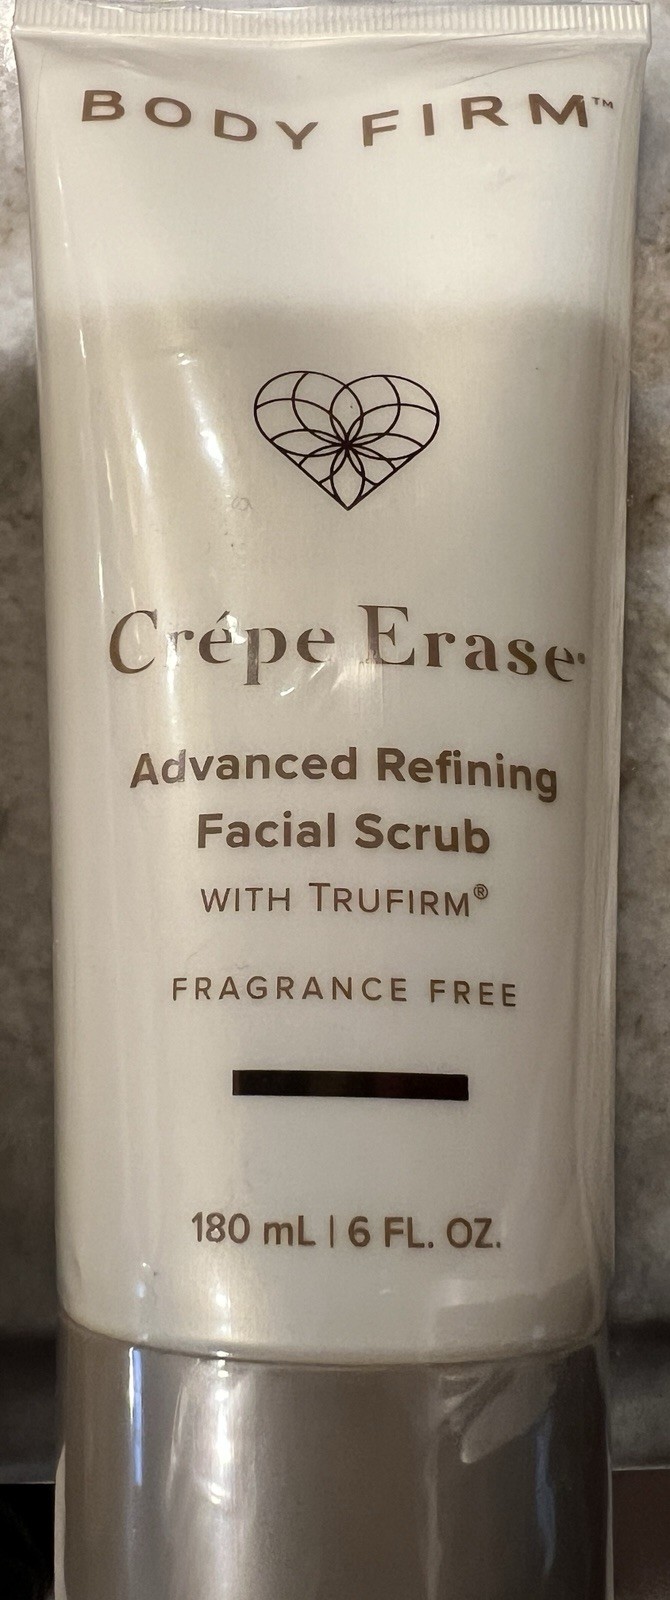 BODY FIRM™
Crépe Erase®
Advanced Refining
Facial Scrub
WITH TRUFIRM®
FRAGRANCE FREE
180 mL | 6 FL. OZ.